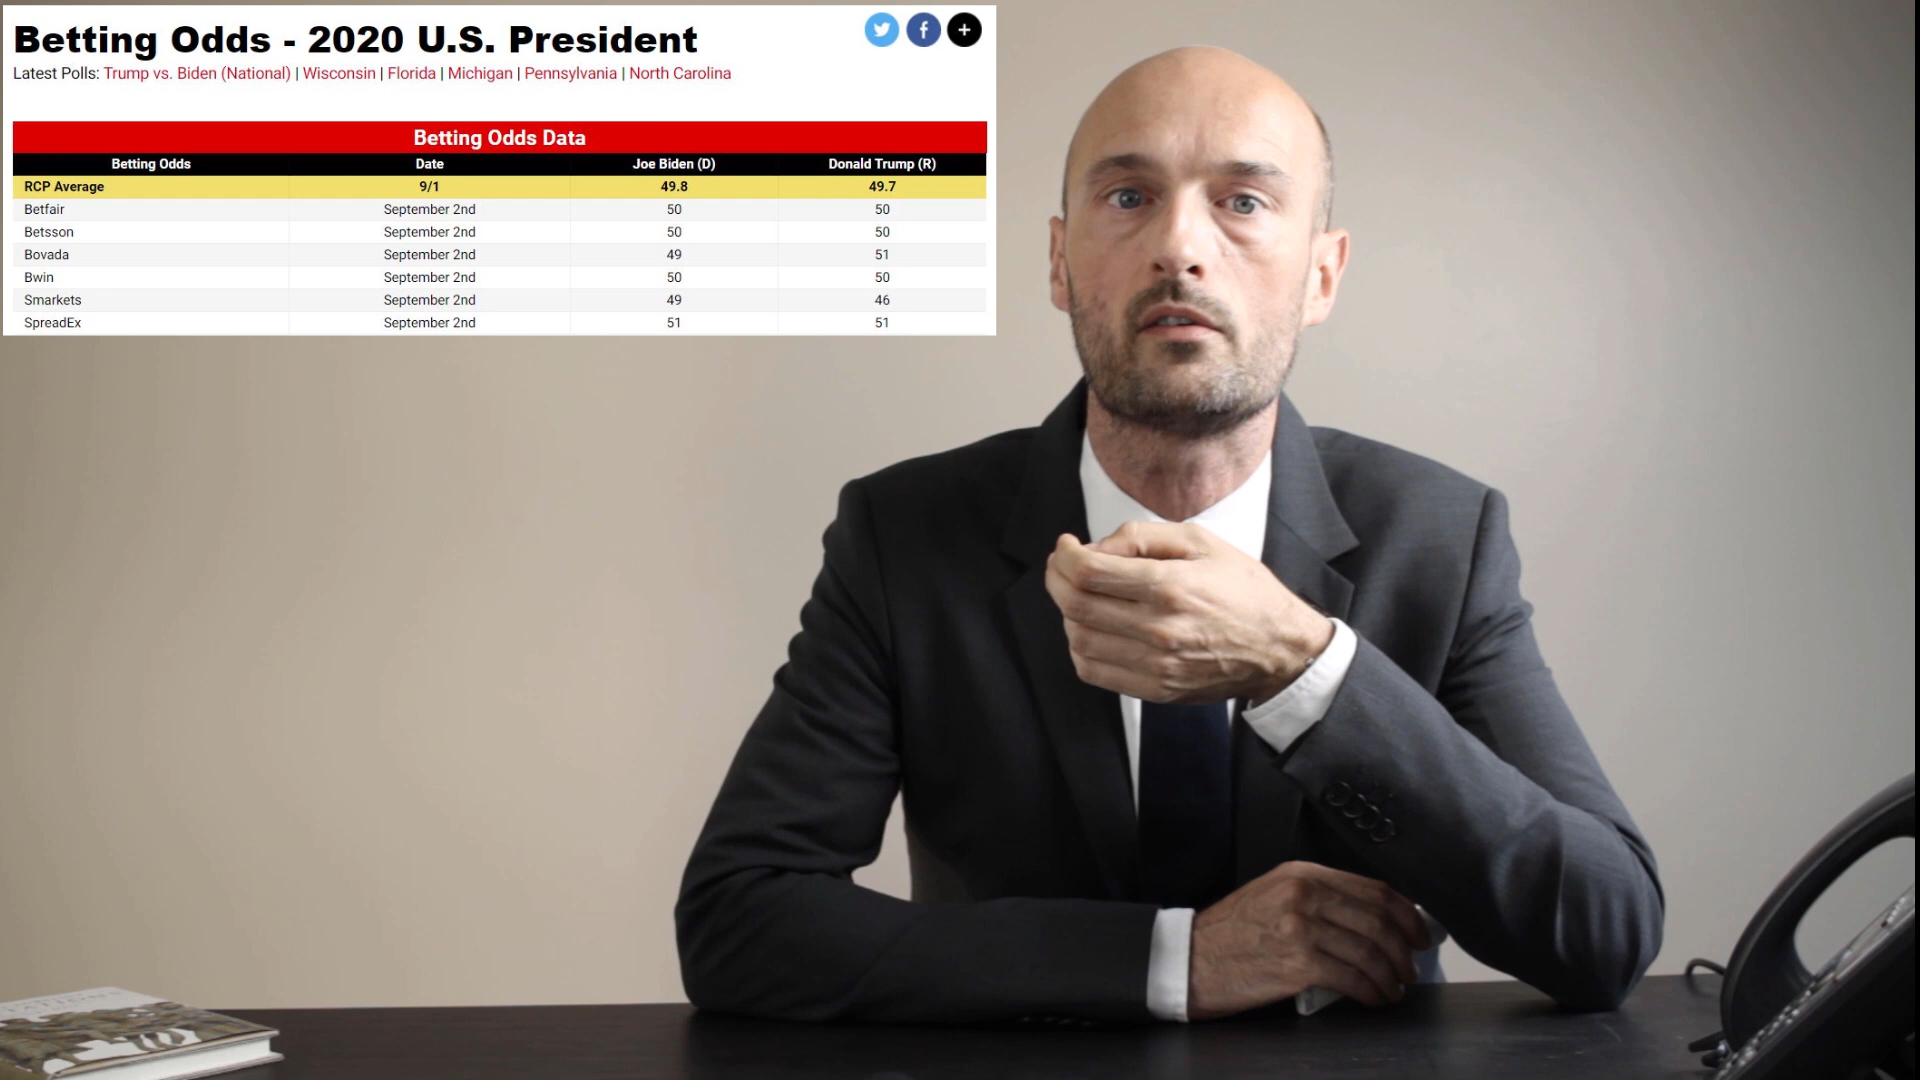 Betting Odds - 2020 U.S. President
Latest Polls: Trump vs. Biden (National) | Wisconsin | Florida | Michigan | Pennsylvania | North Carolina
Betting Odds Data
Betting Odds Date Joe Biden (D) Donald Trump (R)
RCP Average 9/1 49.8 49.7
Betfair September 2nd 50 50
Betsson September 2nd 50 50
Bovada September 2nd 49 51
Bwin September 2nd 50 50
Smarkets September 2nd 49 46
SpreadEx September 2nd 51 51